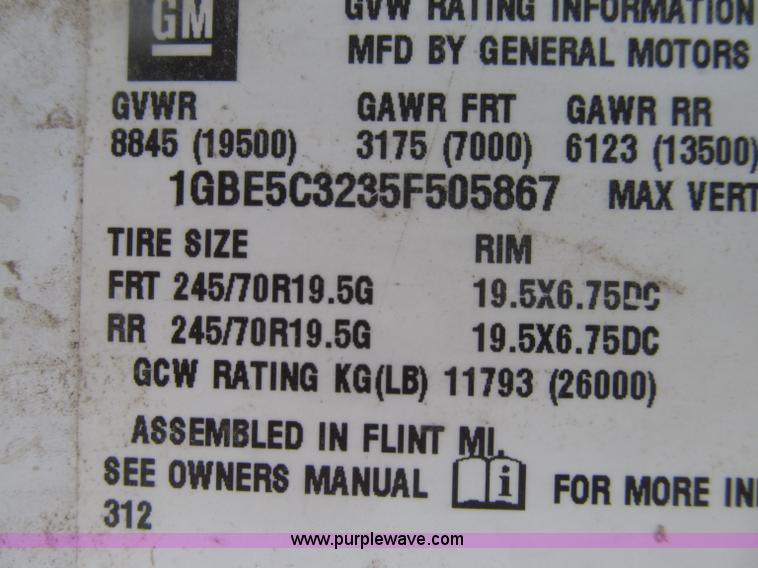 GM
GVW RATING INFORMATION
MFD BY GENERAL MOTORS
GVWR GAWR FRT GAWR RR
8845 (19500) 3175 (7000) 6123 (13500)
1GBE5C3235F505867 MAX VERT
TIRE SIZE RIM
FRT 245/70R19.5G 19.5X6.75DC
RR 245/70R19.5G 19.5X6.75DC
GCW RATING KG(LB) 11793 (26000)
ASSEMBLED IN FLINT MI.
SEE OWNERS MANUAL i FOR MORE IN
312
www.purplewave.com